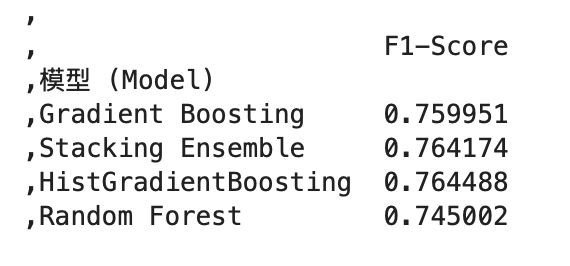 ,
, F1-Score
,模型 (Model)
,Gradient Boosting 0.759951
,Stacking Ensemble 0.764174
,HistGradientBoosting 0.764488
,Random Forest 0.745002